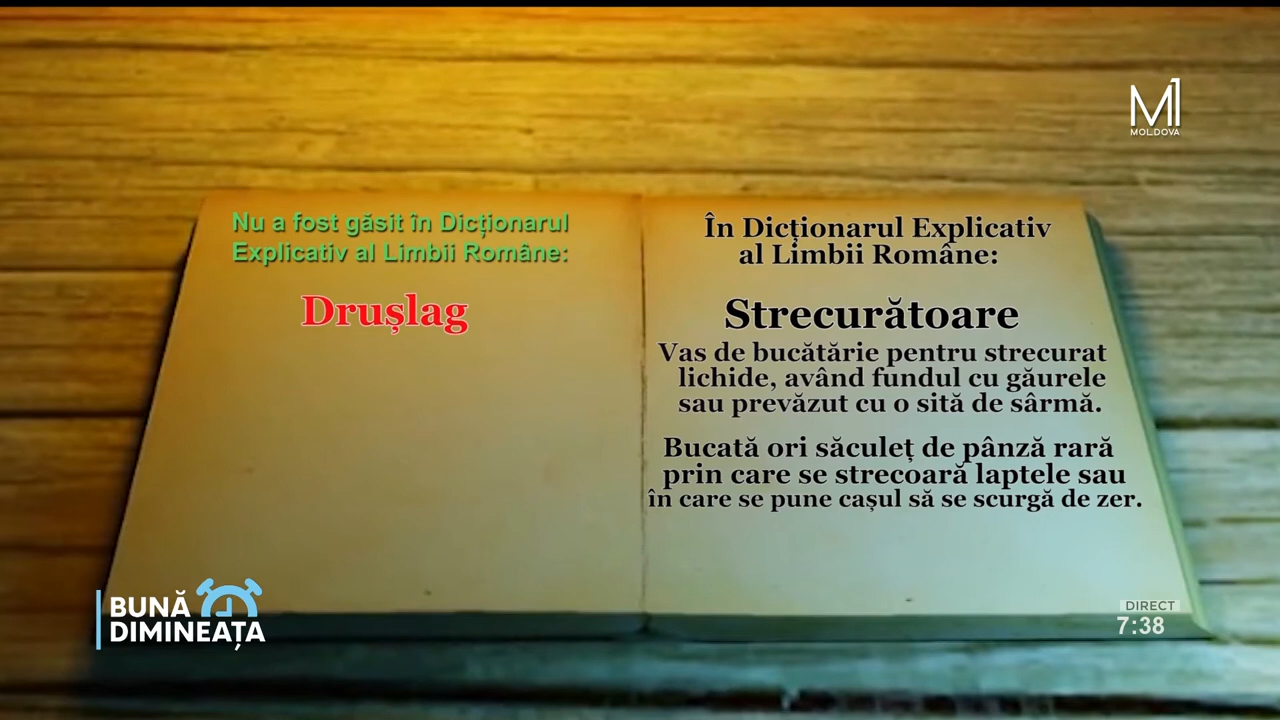 M1
MOLDOVA
Nu a fost găsit în Dicționarul
Explicativ al Limbii Române:
Drușlag
În Dicționarul Explicativ
al Limbii Române:
Strecurătoare
Vas de bucătărie pentru strecurat
lichide, având fundul cu găurele
sau prevăzut cu o sită de sârmă.
Bucată ori săculeț de pânză rară
prin care se strecoară laptele sau
în care se pune cașul să se scurgă de zer.
BUNĂ
DIMINEAȚA
DIRECT
7:38